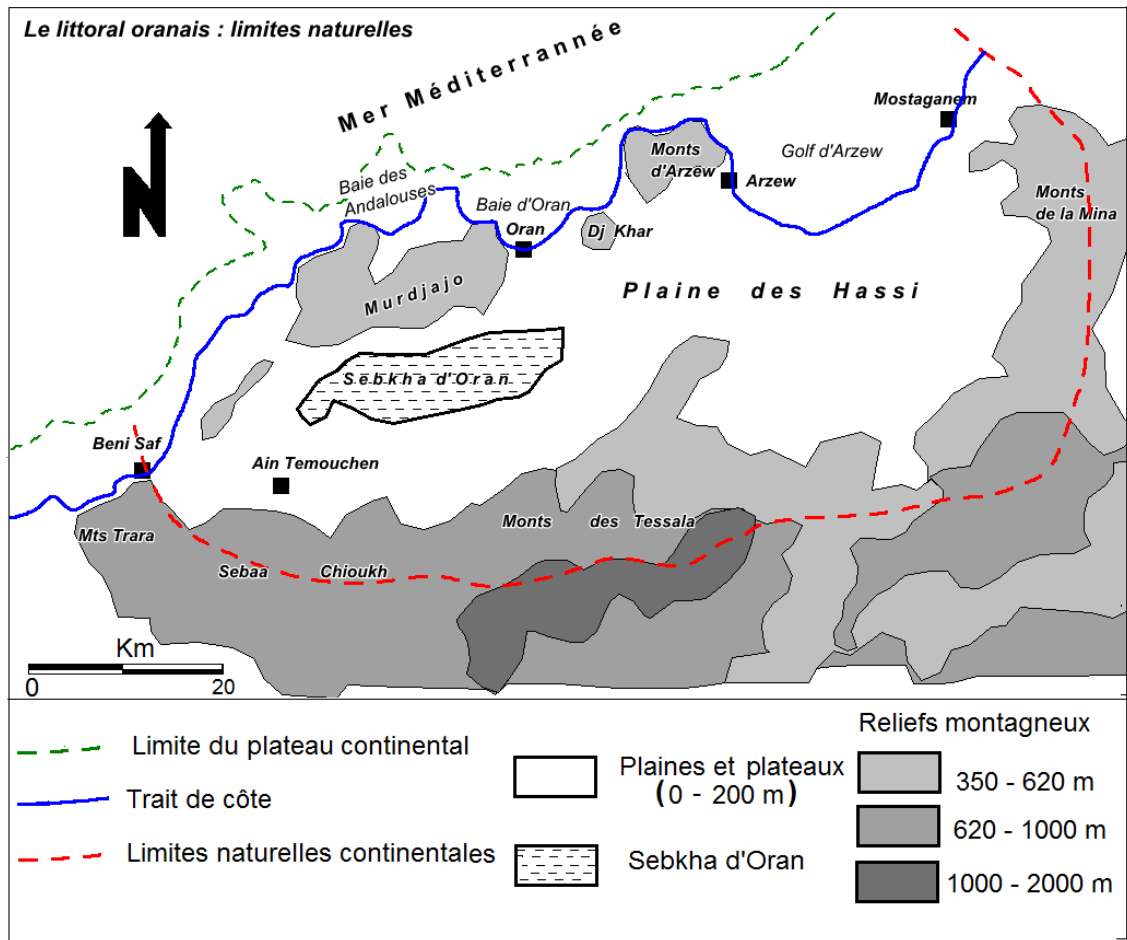 Le littoral oranais : limites naturelles
Mer Méditerrannée
N
Mostaganem
Golf d'Arzew
Monts
d'Arzew
Arzew
Monts
de la Mina
Baie des
Andalouses
Baie d'Oran
Oran
Dj Khar
Murdjajo
Plaine des Hassi
Sebkha d'Oran
Beni Saf
Ain Temouchen
Monts des Tessala
Mts Trara
Sebaa Chioukh
Km
0 20
Limite du plateau continental
Trait de côte
Limites naturelles continentales
Plaines et plateaux
(0 - 200 m)
Sebkha d'Oran
Reliefs montagneux
350 - 620 m
620 - 1000 m
1000 - 2000 m